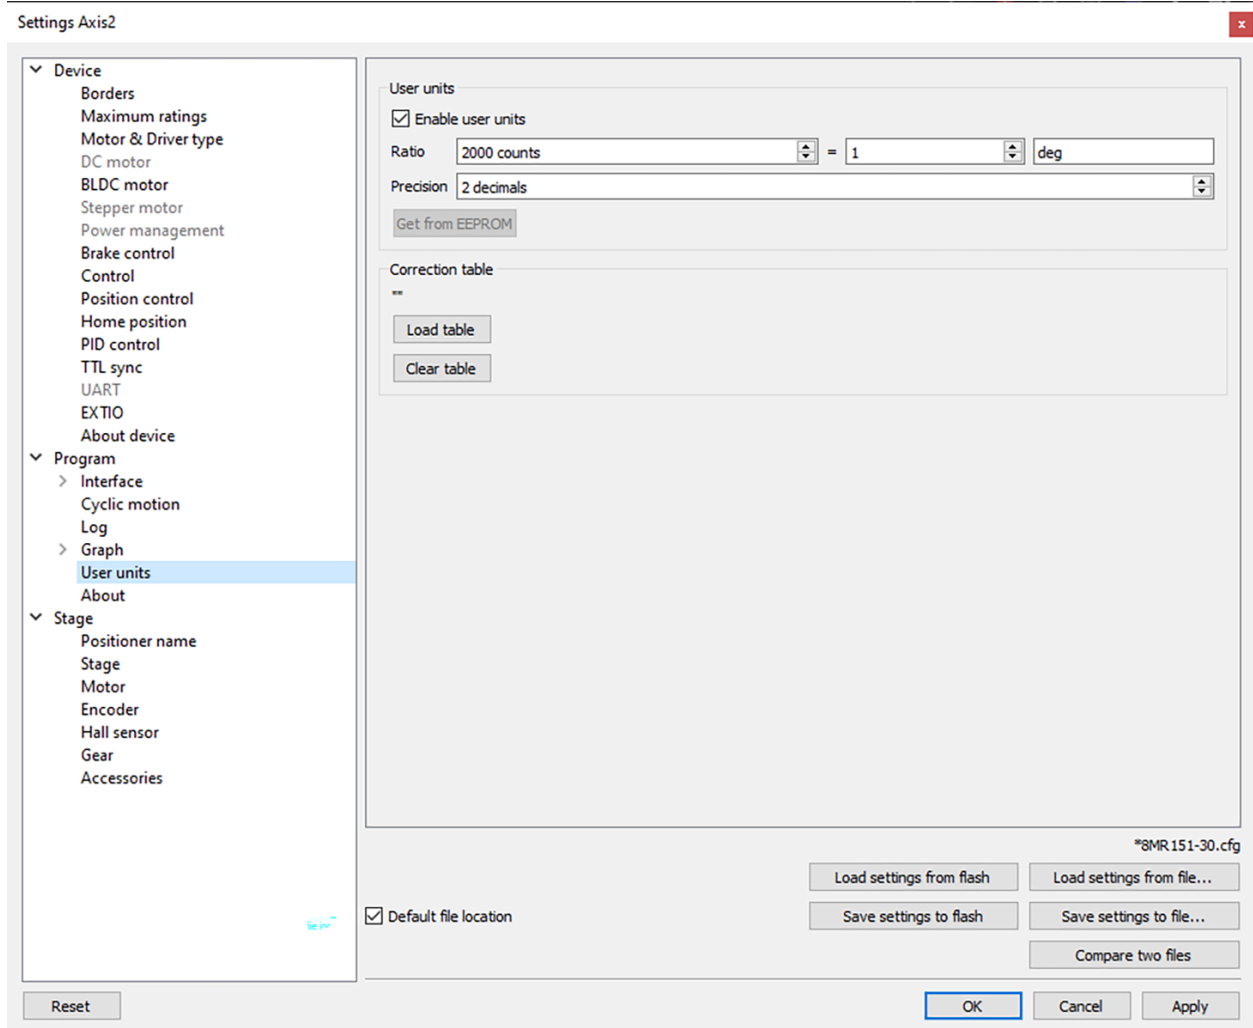 Settings Axis2
x
Device
Borders
Maximum ratings
Motor & Driver type
DC motor
BLDC motor
Stepper motor
Power management
Brake control
Control
Position control
Home position
PID control
TTL sync
UART
EXTIO
About device
Program
Interface
Cyclic motion
Log
Graph
User units
About
Stage
Positioner name
Stage
Motor
Encoder
Hall sensor
Gear
Accessories
User units
Enable user units
Ratio 2000 counts = 1 deg
Precision 2 decimals
Get from EEPROM
Correction table
""
Load table
Clear table
*8MR151-30.cfg
Load settings from flash Load settings from file...
Default file location Save settings to flash Save settings to file...
Compare two files
Reset OK Cancel Apply